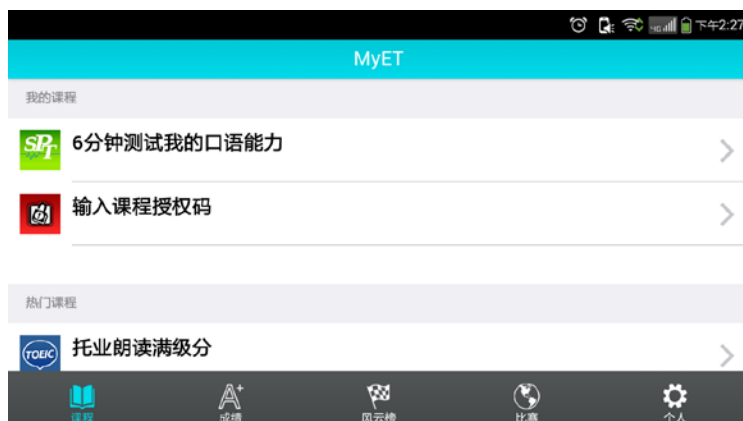 下午2:27
MyET
我的课程
SPT
6分钟测试我的口语能力
输入课程授权码
热门课程
TOEIC
托业朗读满级分
课程
A+
成绩
风云榜
比赛
个人